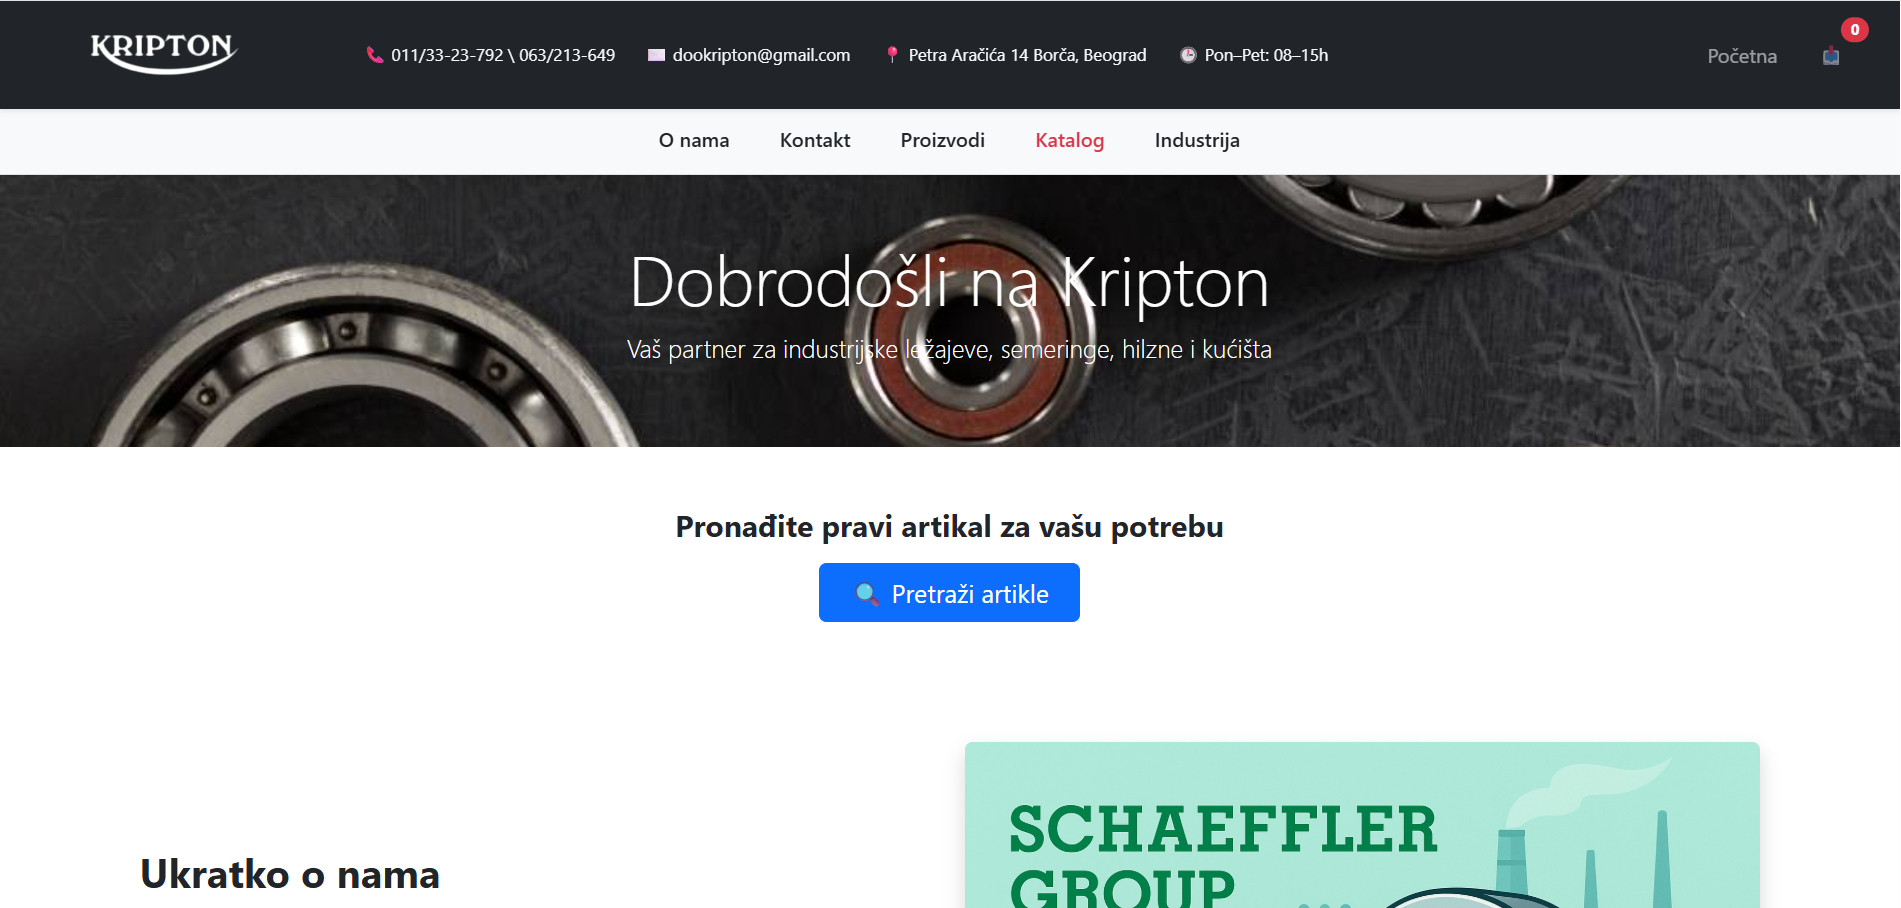 KRIPTON
011/33-23-792 \ 063/213-649
dookripton@gmail.com
Petra Aračića 14 Borča, Beograd
Pon–Pet: 08–15h
Početna
0
O nama
Kontakt
Proizvodi
Katalog
Industrija
Dobrodošli na Kripton
Vaš partner za industrijske ležajeve, semeringe, hilzne i kućišta
Pronađite pravi artikal za vašu potrebu
Pretraži artikle
Ukratko o nama
SCHAEFFLER
GROUP